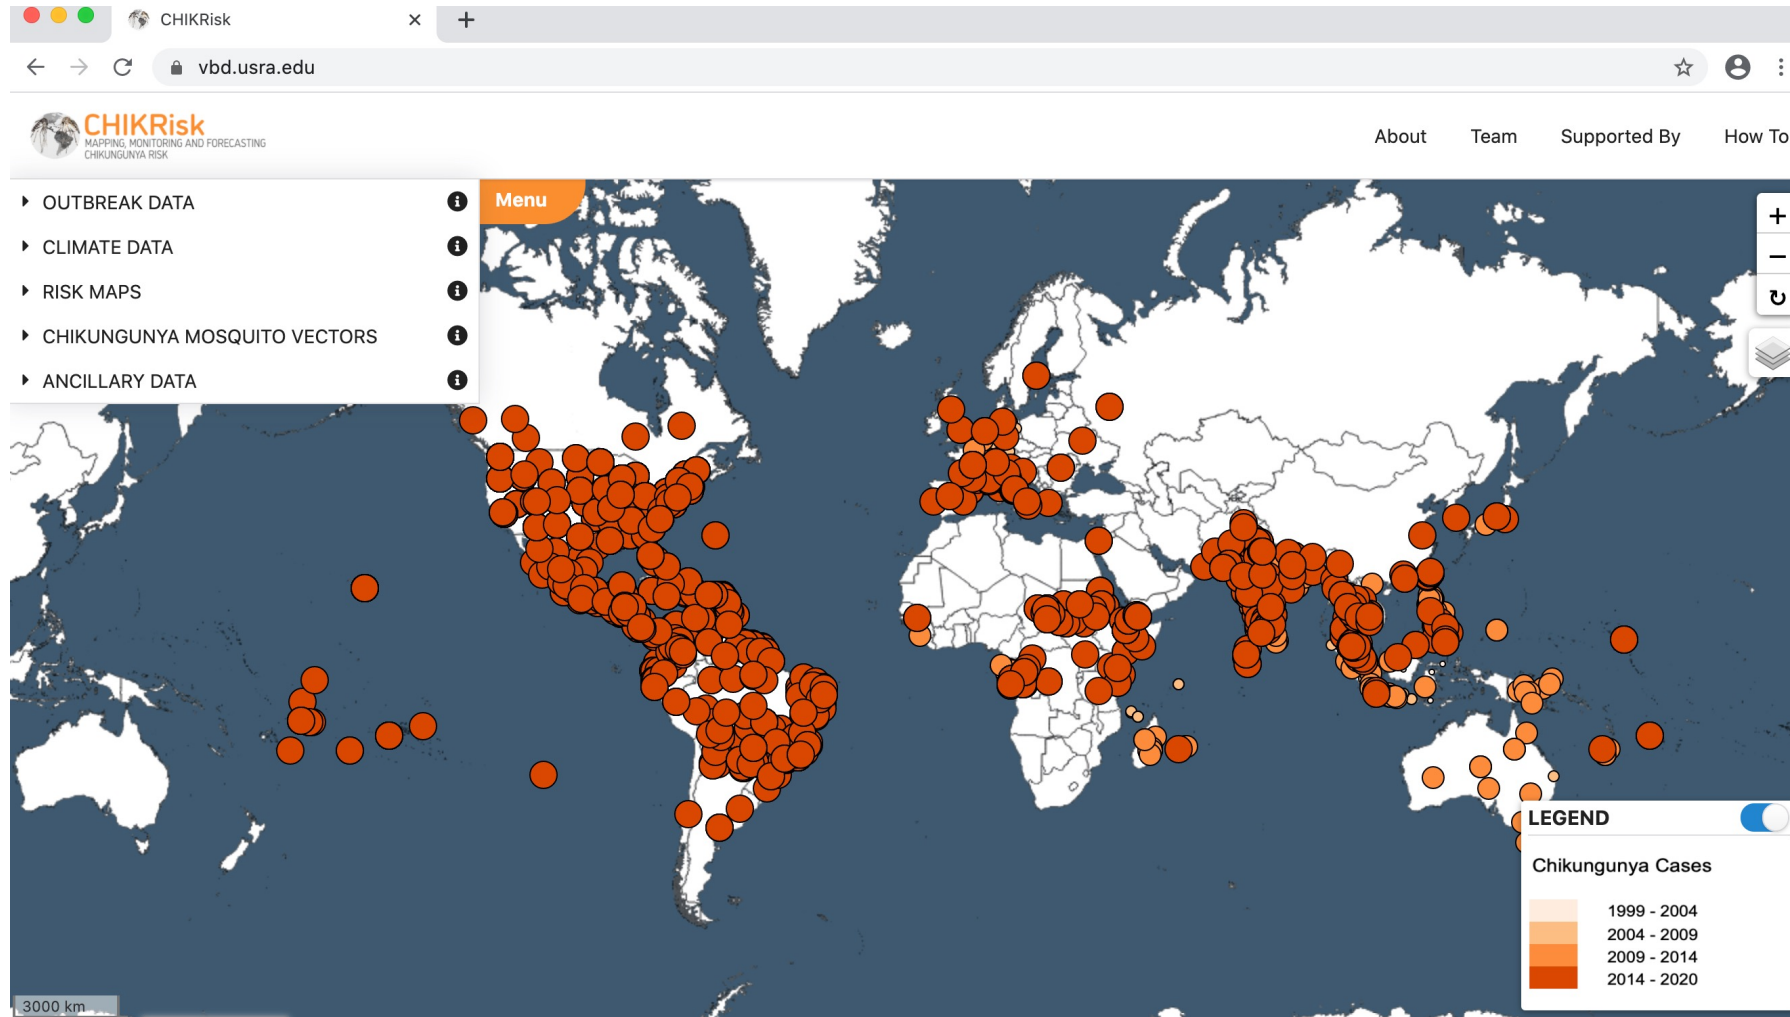 CHIKRisk
vbd.usra.edu
CHIKRisk
MAPPING, MONITORING AND FORECASTING
CHIKUNGUNYA RISK
About Team Supported By How To
OUTBREAK DATA
Menu
CLIMATE DATA
RISK MAPS
CHIKUNGUNYA MOSQUITO VECTORS
ANCILLARY DATA
LEGEND
Chikungunya Cases
1999 - 2004
2004 - 2009
2009 - 2014
2014 - 2020
3000 km